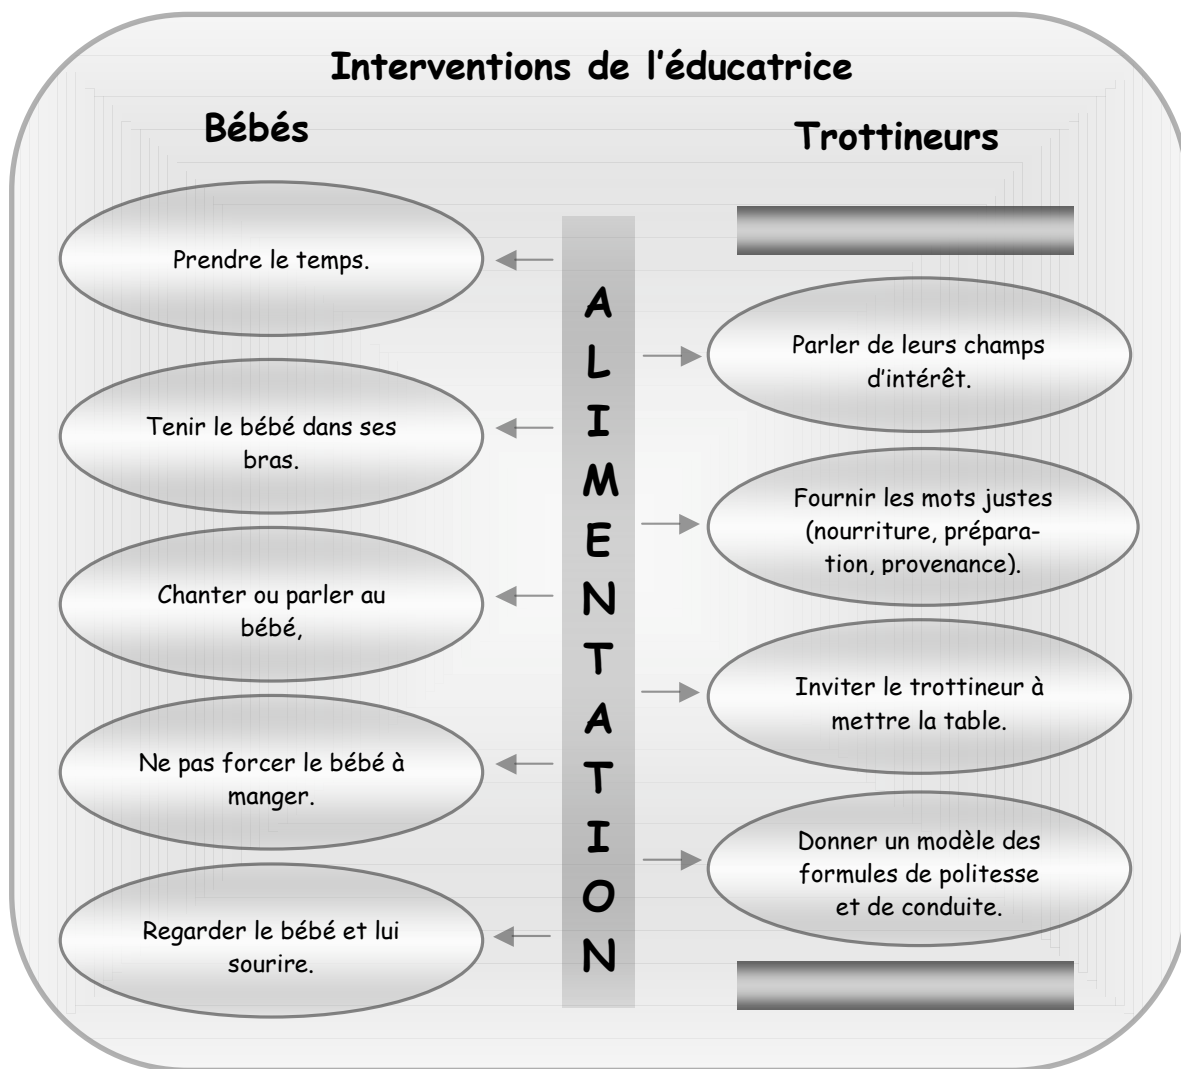 Interventions de l'éducatrice
Bébés
Prendre le temps.
Tenir le bébé dans ses
bras.
Chanter ou parler au
bébé,
Ne pas forcer le bébé à
manger.
Regarder le bébé et lui
sourire.
ALIMENTATION
Trottineurs
Parler de leurs champs
d'intérêt.
Fournir les mots justes
(nourriture, prépara-
tion, provenance).
Inviter le trottineur à
mettre la table.
Donner un modèle des
formules de politesse
et de conduite.